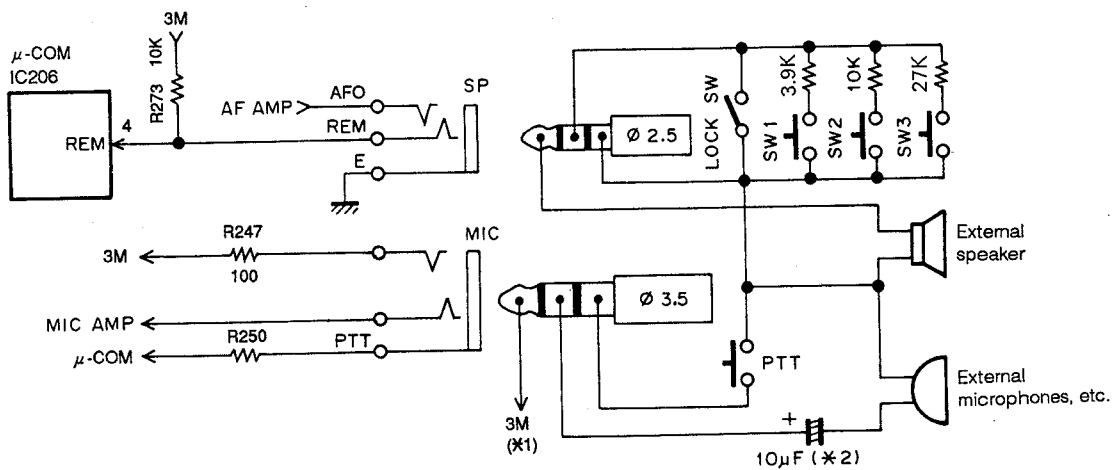 3M
μ-COM
IC206
R273 10K
REM
4
AF AMP
AFO
REM
E
SP
3M
R247
100
MIC
MIC AMP
μ-COM
R250
PTT
Ø 2.5
LOCK SW
SW1
3.9K
SW2
10K
SW3
27K
External
speaker
Ø 3.5
3M
(*1)
PTT
+
10μF (*2)
External
microphones, etc.